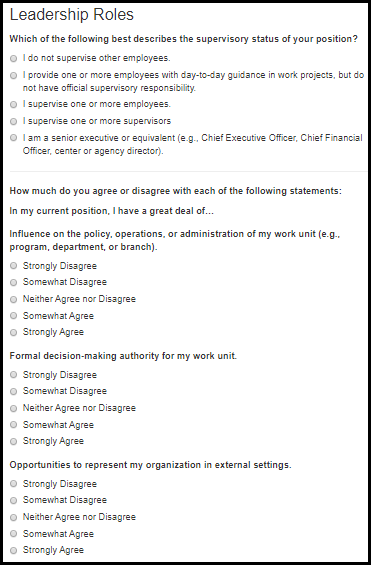 Leadership Roles
Which of the following best describes the supervisory status of your position?
I do not supervise other employees.
I provide one or more employees with day-to-day guidance in work projects, but do
not have official supervisory responsibility.
I supervise one or more employees.
I supervise one or more supervisors
I am a senior executive or equivalent (e.g., Chief Executive Officer, Chief Financial
Officer, center or agency director).
How much do you agree or disagree with each of the following statements:
In my current position, I have a great deal of...
Influence on the policy, operations, or administration of my work unit (e.g.,
program, department, or branch).
Strongly Disagree
Somewhat Disagree
Neither Agree nor Disagree
Somewhat Agree
Strongly Agree
Formal decision-making authority for my work unit.
Strongly Disagree
Somewhat Disagree
Neither Agree nor Disagree
Somewhat Agree
Strongly Agree
Opportunities to represent my organization in external settings.
Strongly Disagree
Somewhat Disagree
Neither Agree nor Disagree
Somewhat Agree
Strongly Agree